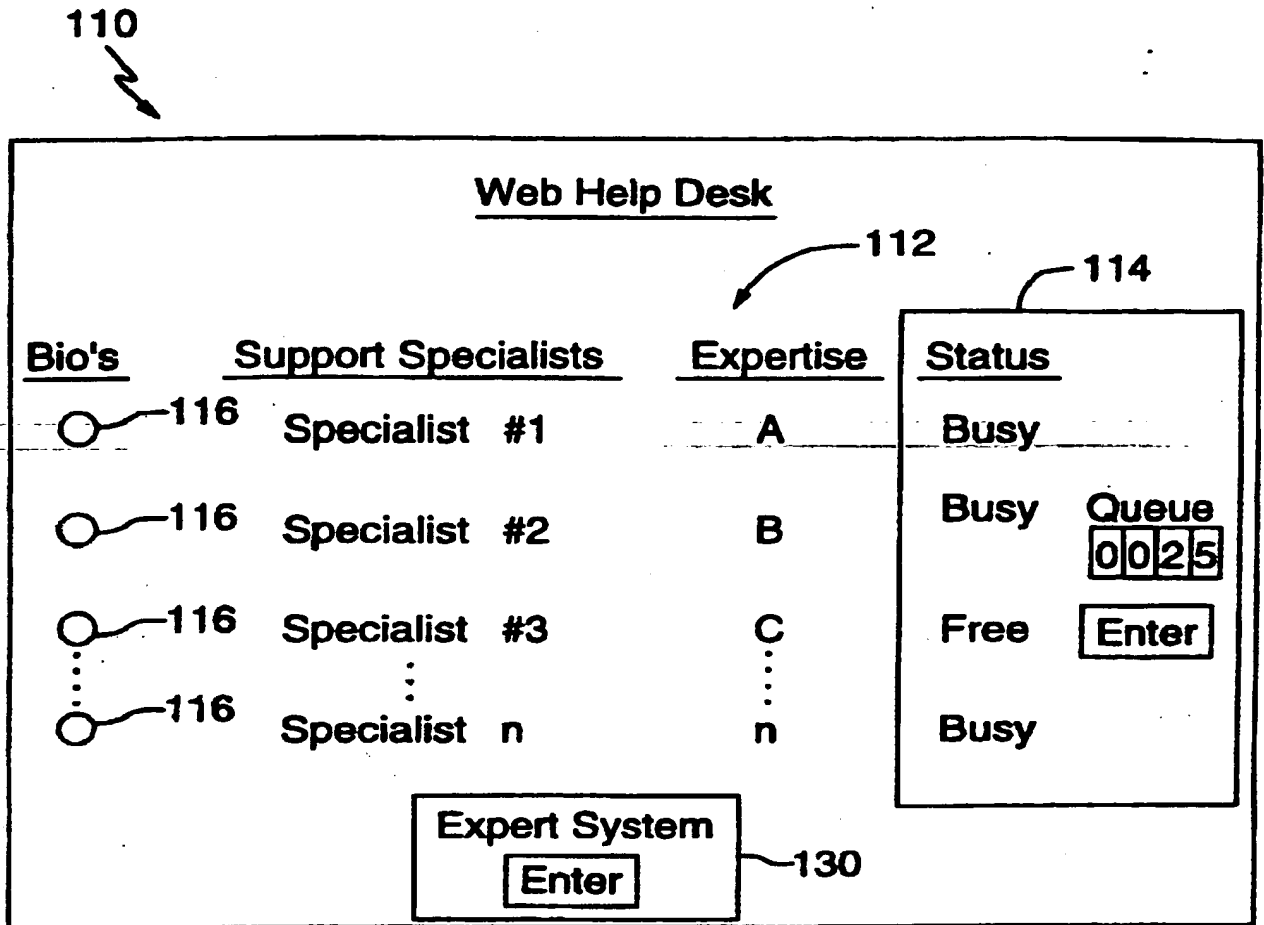 110
Web Help Desk
112
114
Bio's Support Specialists Expertise Status
116 Specialist #1 A Busy
116 Specialist #2 B Busy Queue
0025
116 Specialist #3 C Free Enter
116 Specialist n n Busy
Expert System
Enter
130